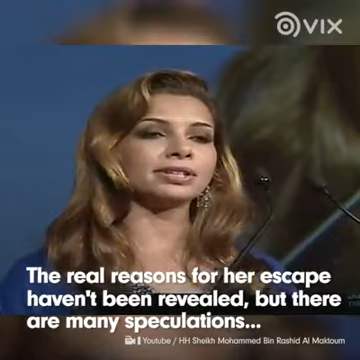 VIX
The real reasons for her escape
haven't been revealed, but there
are many speculations...
Youtube / HH Sheikh Mohammed Bin Rashid Al Maktoum